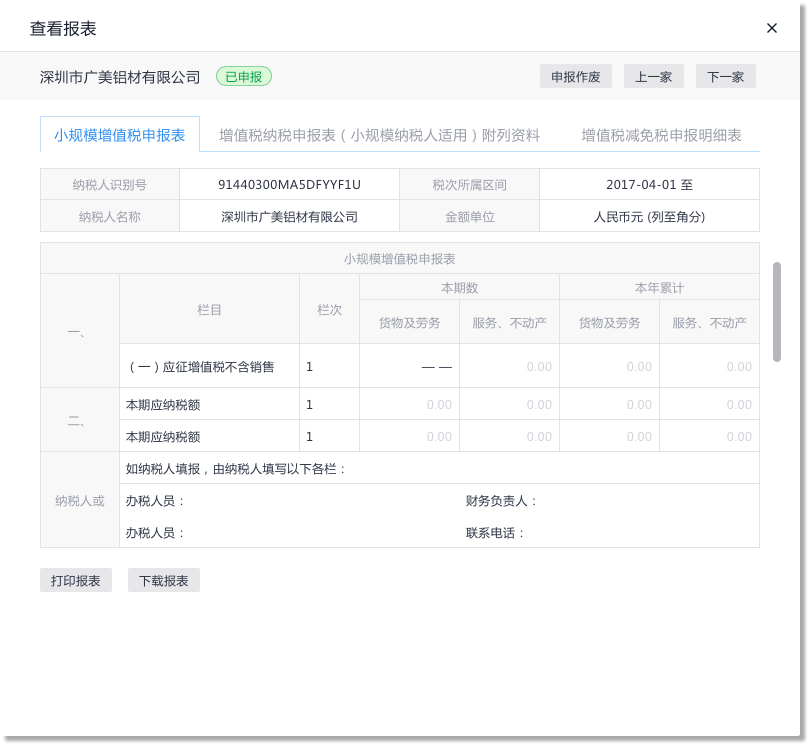 查看报表
深圳市广美铝材有限公司 已申报 申报作废 上一家 下一家
小规模增值税申报表 增值税纳税申报表 ( 小规模纳税人适用 ) 附列资料 增值税减免税申报明细表
纳税人识别号 91440300MA5DFYYF1U 税次所属区间 2017-04-01 至
纳税人名称 深圳市广美铝材有限公司 金额单位 人民币元 (列至角分)
小规模增值税申报表
一、 栏目 栏次 本期数 本年累计
货物及劳务 服务、不动产 货物及劳务 服务、不动产
( 一 ) 应征增值税不含销售 1 — — 0.00 0.00 0.00
二、 本期应纳税额 1 0.00 0.00 0.00 0.00
本期应纳税额 1 0.00 0.00 0.00 0.00
纳税人或 如纳税人填报，由纳税人填写以下各栏：
办税人员： 财务负责人：
办税人员： 联系电话：
打印报表 下载报表